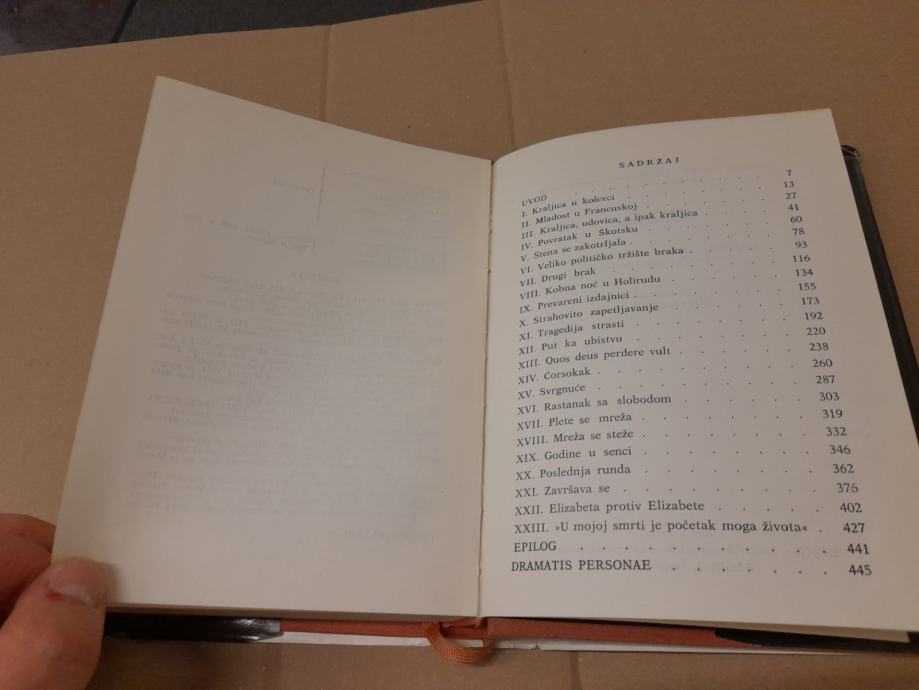 SADRŽAJ
UVOD . . . . . . . . 7
I. Kraljica u kolevci . . . . . . 13
II. Mladost u Francuskoj . . . . . 27
III. Kraljica, udovica, a ipak kraljica . . . 41
IV. Povratak u Škotsku . . . . . 60
V. Stena se zakotrljala . . . . . 78
VI. Veliko političko tržište braka . . . . 93
VII. Drugi brak . . . . . . . 116
VIII. Kobna noć u Holirudu . . . . . 134
IX. Prevareni izdajnici . . . . . . 155
X. Strahovito zapetljavanje . . . . . 173
XI. Tragedija strasti . . . . . . 192
XII. Put ka ubistvu . . . . . . 220
XIII. Quos deus perdere vult . . . . . 238
XIV. Ćorsokak . . . . . . . 260
XV. Svrgnuće . . . . . . . 287
XVI. Rastanak sa slobodom . . . . . 303
XVII. Plete se mreža . . . . . . 319
XVIII. Mreža se steže . . . . . . 332
XIX. Godine u senci . . . . . . 346
XX. Poslednja runda . . . . . . 362
XXI. Završava se . . . . . . . 376
XXII. Elizabeta protiv Elizabete . . . . 402
XXIII. »U mojoj smrti je početak moga života« . 427
EPILOG . . . . . . . . 441
DRAMATIS PERSONAE . . . . . 445